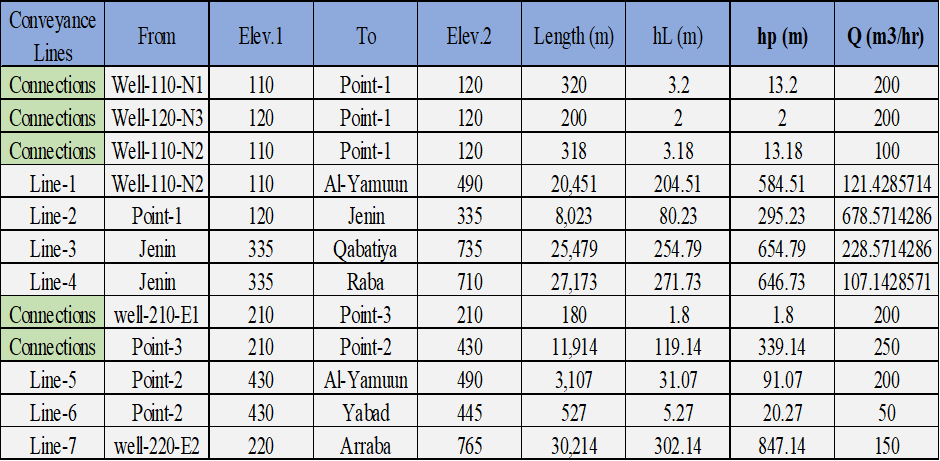 Conveyance Lines From Elev.1 To Elev.2 Length (m) hL (m) hp (m) Q (m3/hr)
Connections Well-110-N1 110 Point-1 120 320 3.2 13.2 200
Connections Well-120-N3 120 Point-1 120 200 2 2 200
Connections Well-110-N2 110 Point-1 120 318 3.18 13.18 100
Line-1 Well-110-N2 110 Al-Yamuun 490 20,451 204.51 584.51 121.4285714
Line-2 Point-1 120 Jenin 335 8,023 80.23 295.23 678.5714286
Line-3 Jenin 335 Qabatiya 735 25,479 254.79 654.79 228.5714286
Line-4 Jenin 335 Raba 710 27,173 271.73 646.73 107.1428571
Connections well-210-E1 210 Point-3 210 180 1.8 1.8 200
Connections Point-3 210 Point-2 430 11,914 119.14 339.14 250
Line-5 Point-2 430 Al-Yamuun 490 3,107 31.07 91.07 200
Line-6 Point-2 430 Yabad 445 527 5.27 20.27 50
Line-7 well-220-E2 220 Arraba 765 30,214 302.14 847.14 150